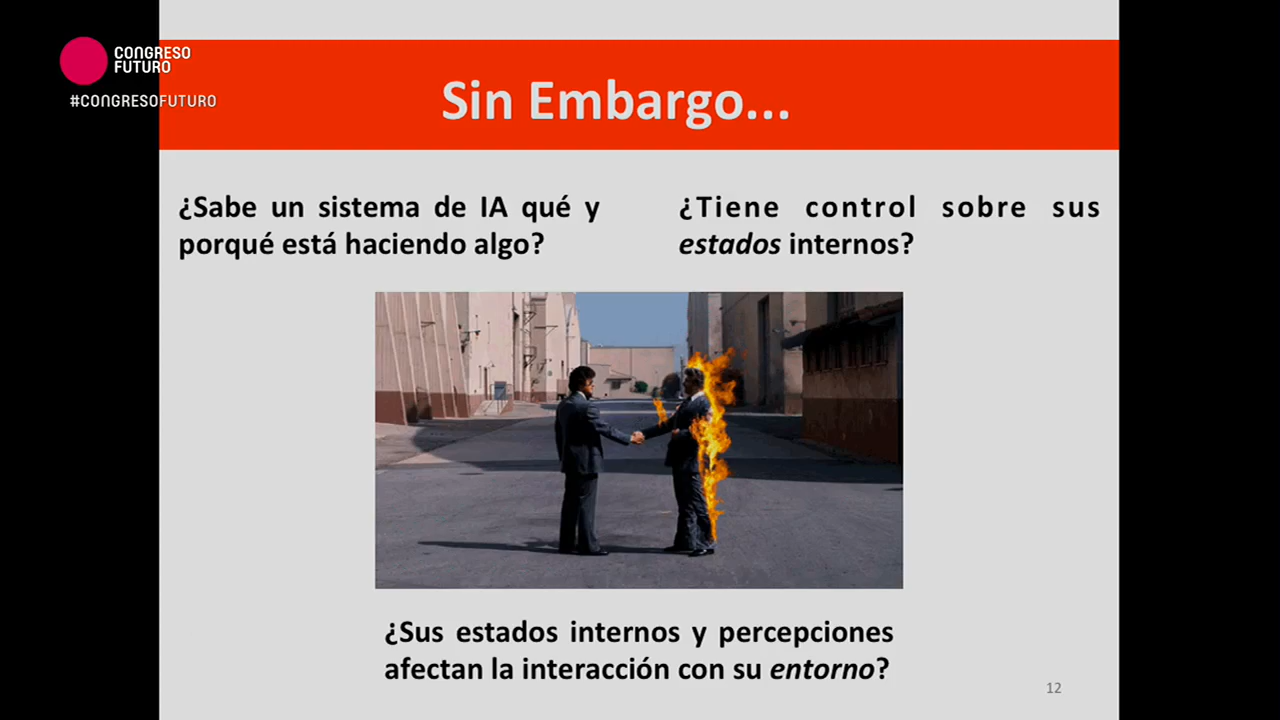 CONGRESO
FUTURO
#CONGRESOFUTURO
Sin Embargo...
¿Sabe un sistema de IA qué y
porqué está haciendo algo?
¿Tiene control sobre sus
estados internos?
¿Sus estados internos y percepciones
afectan la interacción con su entorno?
12